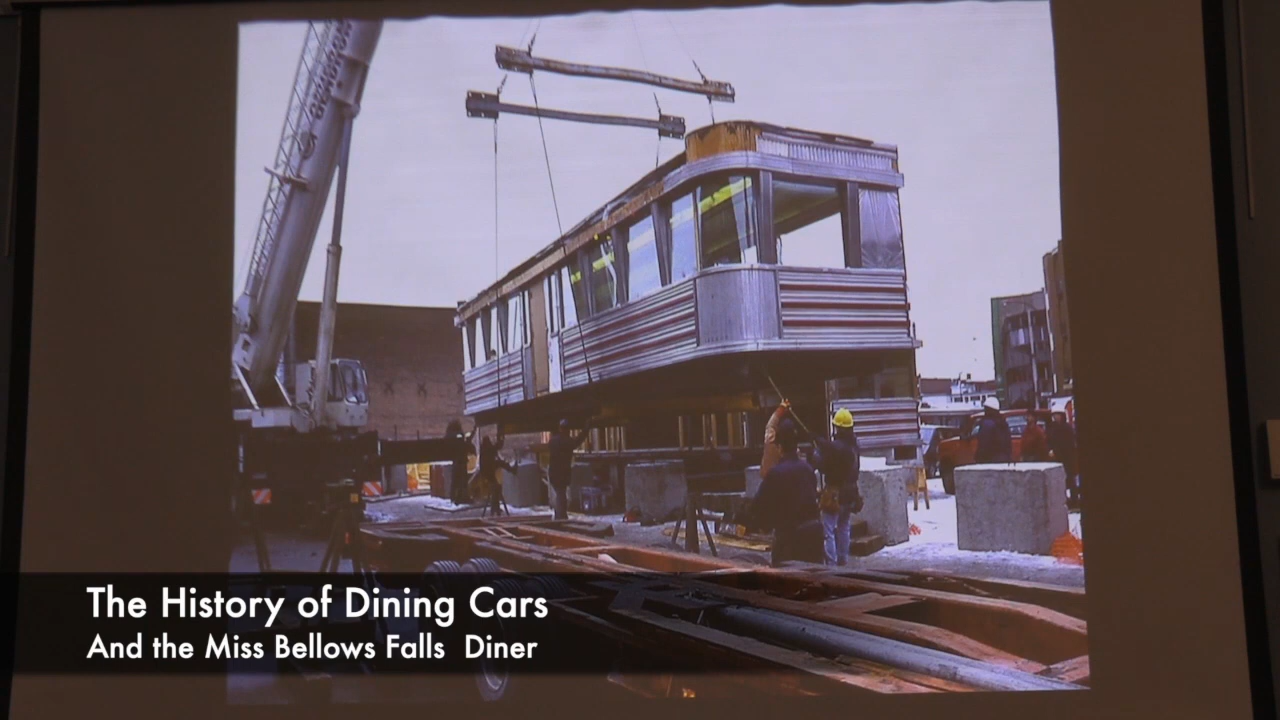 The History of Dining Cars
And the Miss Bellows Falls Diner